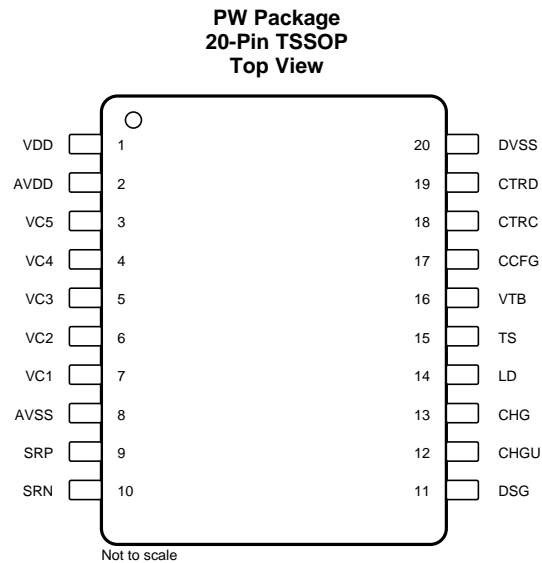 PW Package
20-Pin TSSOP
Top View
VDD 1 20 DVSS
AVDD 2 19 CTRD
VC5 3 18 CTRC
VC4 4 17 CCFG
VC3 5 16 VTB
VC2 6 15 TS
VC1 7 14 LD
AVSS 8 13 CHG
SRP 9 12 CHGU
SRN 10 11 DSG
Not to scale